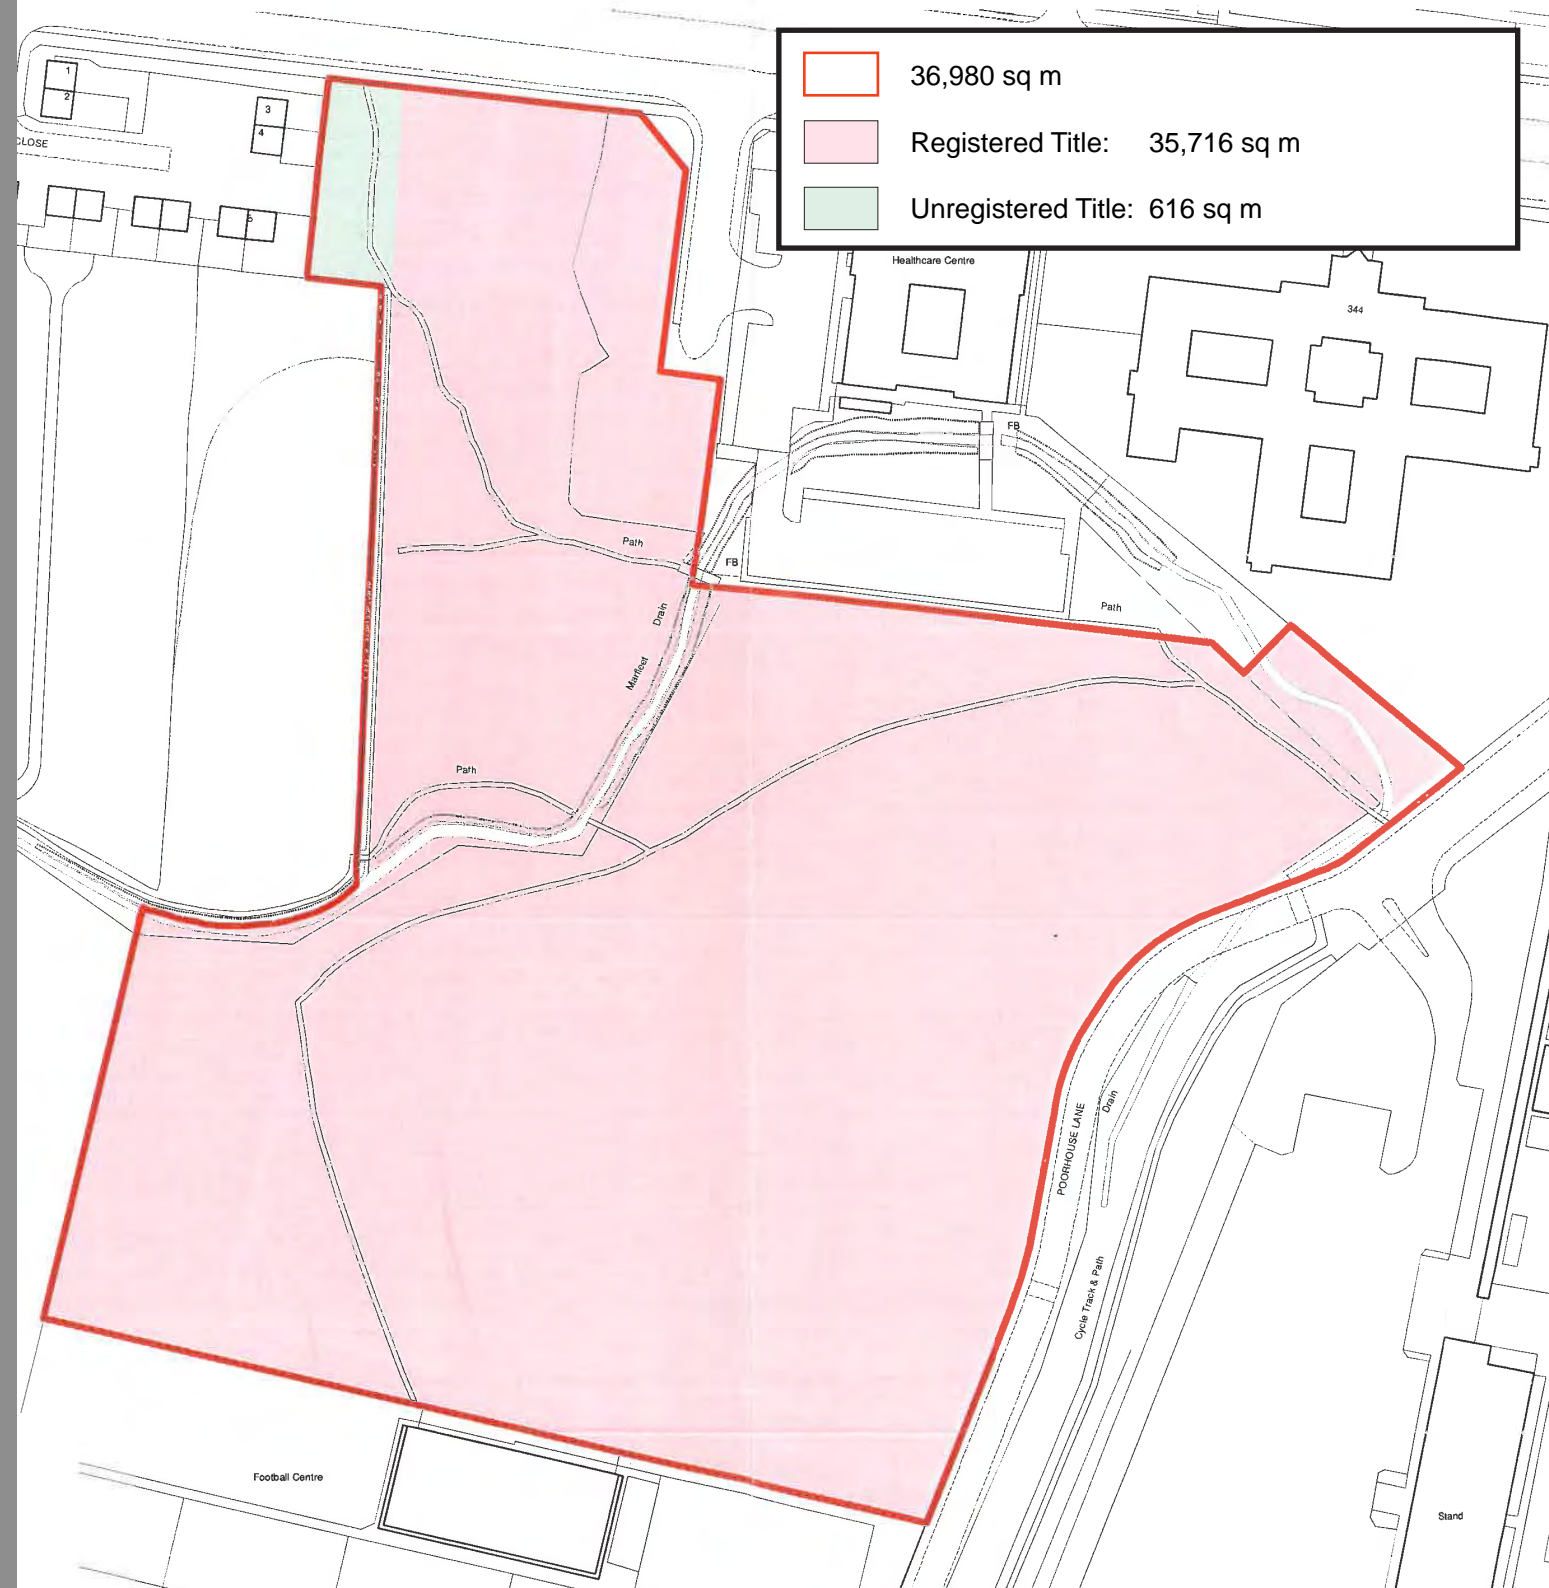 36,980 sq m
Registered Title: 35,716 sq m
Unregistered Title: 616 sq m
1
2
3
4
CLOSE
5
Healthcare Centre
344
FB
Path
FB
Drain
Marfleet
Path
Path
POORHOUSE LANE
Drain
Cycle Track & Path
Football Centre
Stand